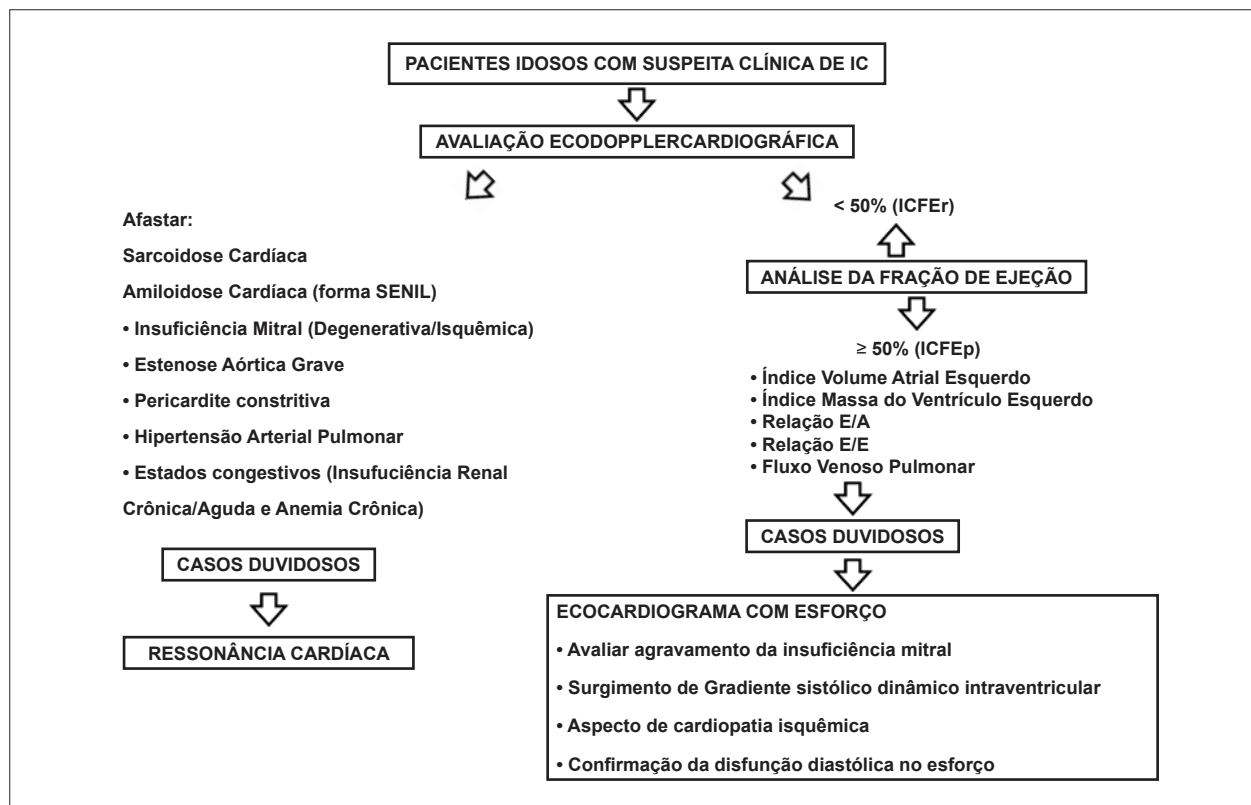 PACIENTES IDOSOS COM SUSPEITA CLÍNICA DE IC
AVALIAÇÃO ECODOPPLERCARDIOGRÁFICA
Afastar:
Sarcoidose Cardíaca
Amiloidose Cardíaca (forma SENIL)
• Insuficiência Mitral (Degenerativa/Isquêmica)
• Estenose Aórtica Grave
• Pericardite constritiva
• Hipertensão Arterial Pulmonar
• Estados congestivos (Insufuciência Renal
Crônica/Aguda e Anemia Crônica)
CASOS DUVIDOSOS
RESSONÂNCIA CARDÍACA
< 50% (ICFEr)
ANÁLISE DA FRAÇÃO DE EJEÇÃO
≥ 50% (ICFEp)
• Índice Volume Atrial Esquerdo
• Índice Massa do Ventrículo Esquerdo
• Relação E/A
• Relação E/E
• Fluxo Venoso Pulmonar
CASOS DUVIDOSOS
ECOCARDIOGRAMA COM ESFORÇO
• Avaliar agravamento da insuficiência mitral
• Surgimento de Gradiente sistólico dinâmico intraventricular
• Aspecto de cardiopatia isquêmica
• Confirmação da disfunção diastólica no esforço